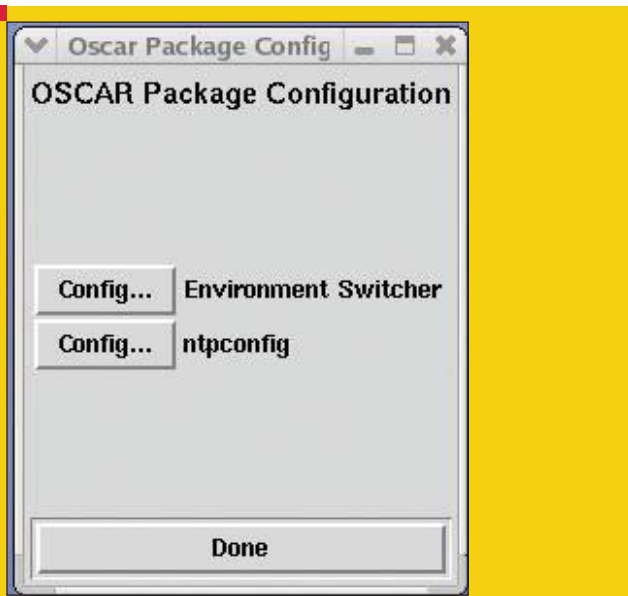 Oscar Package Config
OSCAR Package Configuration
Config... Environment Switcher
Config... ntpconfig
Done